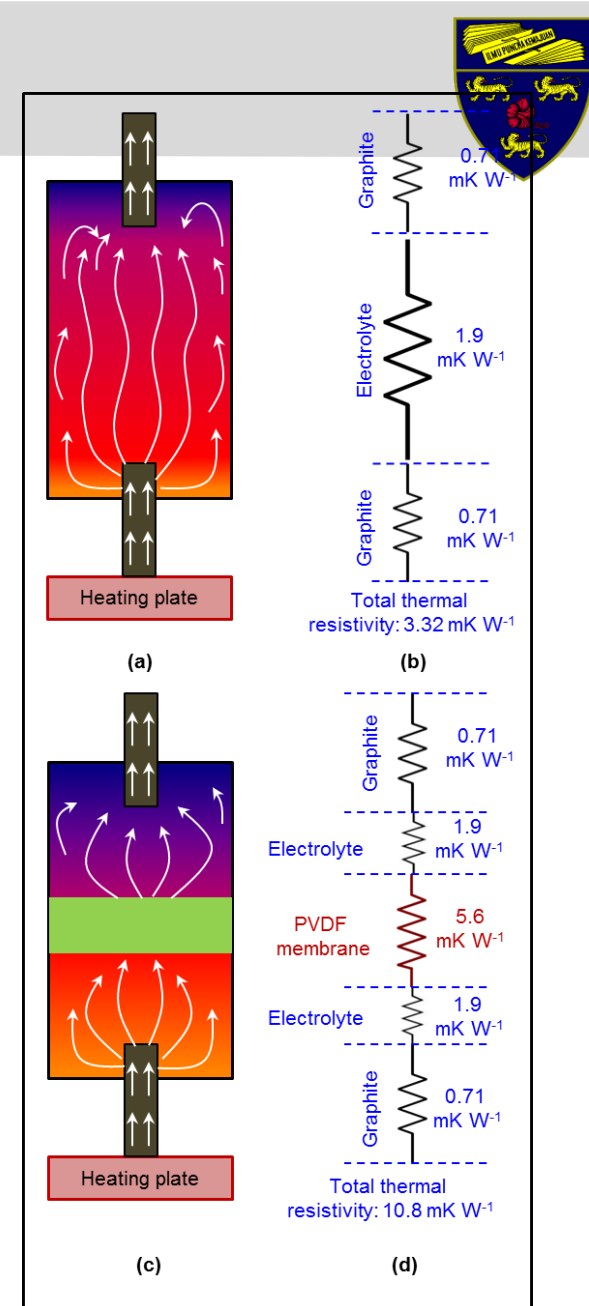 ILMU PUNCHA KEMAJUAN
Graphite
0.71
mK W-1
Electrolyte
1.9
mK W-1
Graphite
0.71
mK W-1
Heating plate
Total thermal
resistivity: 3.32 mK W-1
(a)
(b)
Graphite
0.71
mK W-1
Electrolyte
1.9
mK W-1
PVDF
membrane
5.6
mK W-1
Electrolyte
1.9
mK W-1
Graphite
0.71
mK W-1
Heating plate
Total thermal
resistivity: 10.8 mK W-1
(c)
(d)